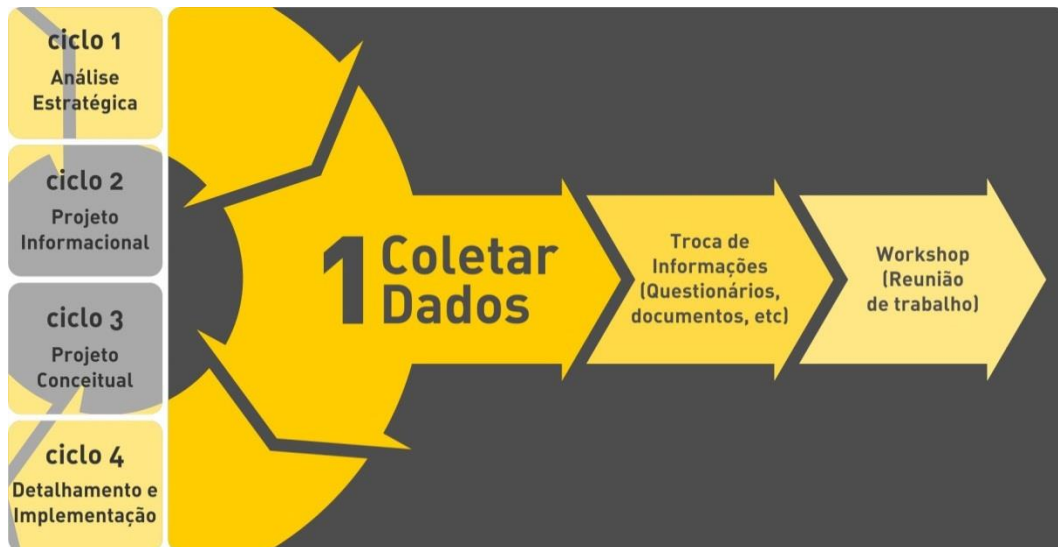 ciclo 1
Análise
Estratégica
ciclo 2
Projeto
Informacional
ciclo 3
Projeto
Conceitual
ciclo 4
Detalhamento e
Implementação
1 Coletar
Dados
Troca de
Informações
(Questionários,
documentos, etc)
Workshop
(Reunião
de trabalho)